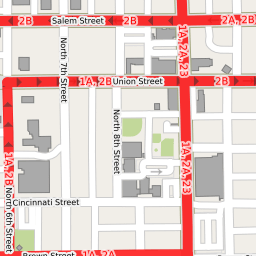 2B
Salem Street
2A, 2B
North 7th Street
1A, 2A, 23
1A, 2B
Union Street
2B
North 8th Street
1A, 2A, 23
1A, 2B
North 6th Street
Cincinnati Street
Brown Street
1A, 2A